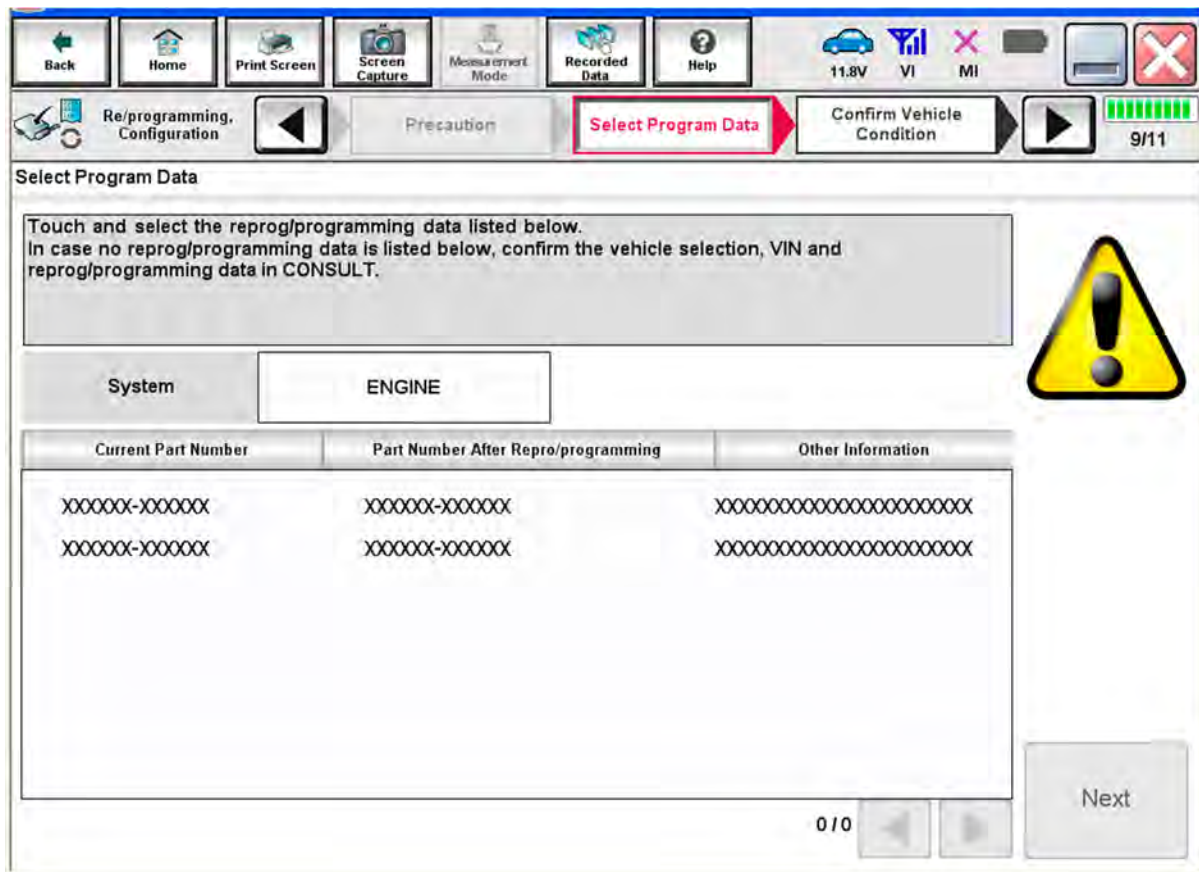 Back
Home
Print Screen
Screen Capture
Measurement Mode
Recorded Data
Help
11.8V
VI
MI
Re/programming, Configuration
Precaution
Select Program Data
Confirm Vehicle Condition
9/11
Select Program Data
Touch and select the reprog/programming data listed below.
In case no reprog/programming data is listed below, confirm the vehicle selection, VIN and
reprog/programming data in CONSULT.
System
ENGINE
Current Part Number
Part Number After Repro/programming
Other Information
XXXXXX-XXXXXX XXXXXX-XXXXXX XXXXXXXXXXXXXXXXXXXXXXX
XXXXXX-XXXXXX XXXXXX-XXXXXX XXXXXXXXXXXXXXXXXXXXXXX
0/0
Next